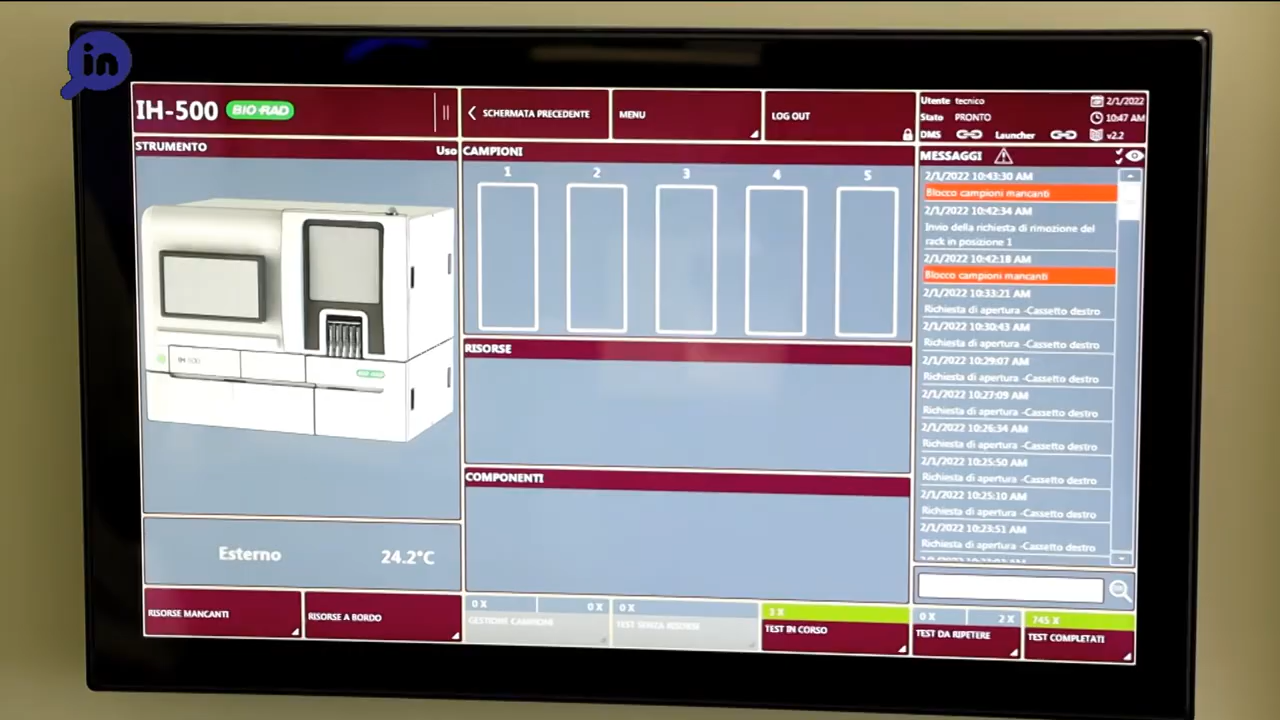 in
IH-500 BIO-RAD
SCHERMATA PRECEDENTE
MENU
LOG OUT
Utente tecnico
2/1/2022
Stato PRONTO
10:47 AM
DMS Launcher v2.2
STRUMENTO Uso
CAMPIONI
1 2 3 4 5
MESSAGGI
2/1/2022 10:43:30 AM
Blocco campioni mancanti
2/1/2022 10:42:34 AM
Invio della richiesta di rimozione del
rack in posizione 1
2/1/2022 10:42:18 AM
Blocco campioni mancanti
2/1/2022 10:33:21 AM
Richiesta di apertura -Cassetto destro
2/1/2022 10:30:43 AM
Richiesta di apertura -Cassetto destro
2/1/2022 10:29:07 AM
Richiesta di apertura -Cassetto destro
2/1/2022 10:27:09 AM
Richiesta di apertura -Cassetto destro
2/1/2022 10:26:34 AM
Richiesta di apertura -Cassetto destro
2/1/2022 10:25:50 AM
Richiesta di apertura -Cassetto destro
2/1/2022 10:25:10 AM
Richiesta di apertura -Cassetto destro
2/1/2022 10:23:51 AM
Richiesta di apertura -Cassetto destro
IH-500
BIO-RAD
RISORSE
COMPONENTI
Esterno 24.2°C
RISORSE MANCANTI
RISORSE A BORDO
0 X 0 X
GESTIONE CAMPIONI
0 X
TEST SENZA RISORSE
3 X
TEST IN CORSO
0 X 2 X
TEST DA RIPETERE
745 X
TEST COMPLETATI